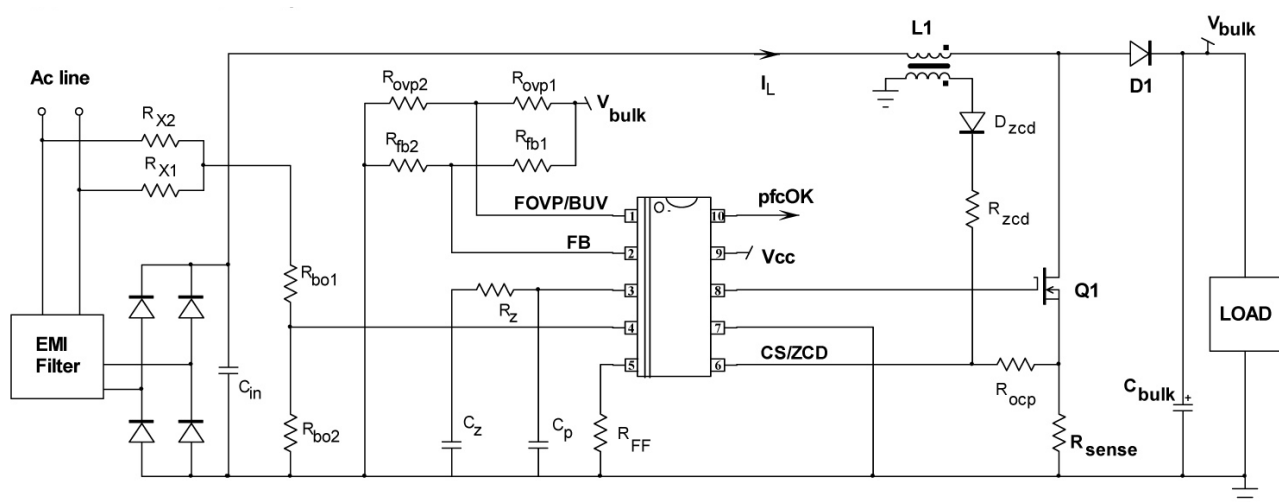 L1
V bulk
Ac line
R ovp2
R ovp1
I L
D1
V bulk
R X2
D zcd
R fb2
R fb1
R X1
FOVP/BUV
pfcOK
1
10
R zcd
FB
2
9
Vcc
R bo1
3
8
Q1
R z
LOAD
4
7
EMI
Filter
CS/ZCD
5
6
C in
R ocp
C bulk
+
R bo2
C z
C p
R FF
R sense